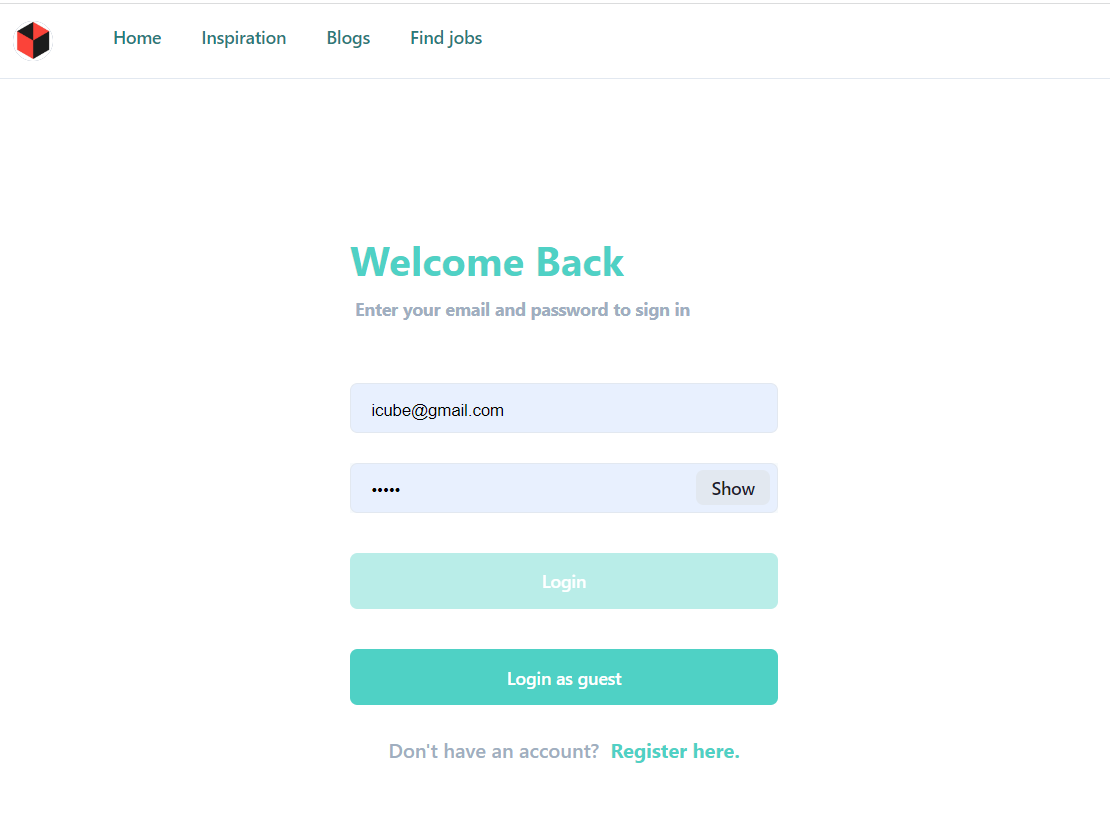 Home Inspiration Blogs Find jobs
Welcome Back
Enter your email and password to sign in
icube@gmail.com
•••••
Show
Login
Login as guest
Don't have an account? Register here.